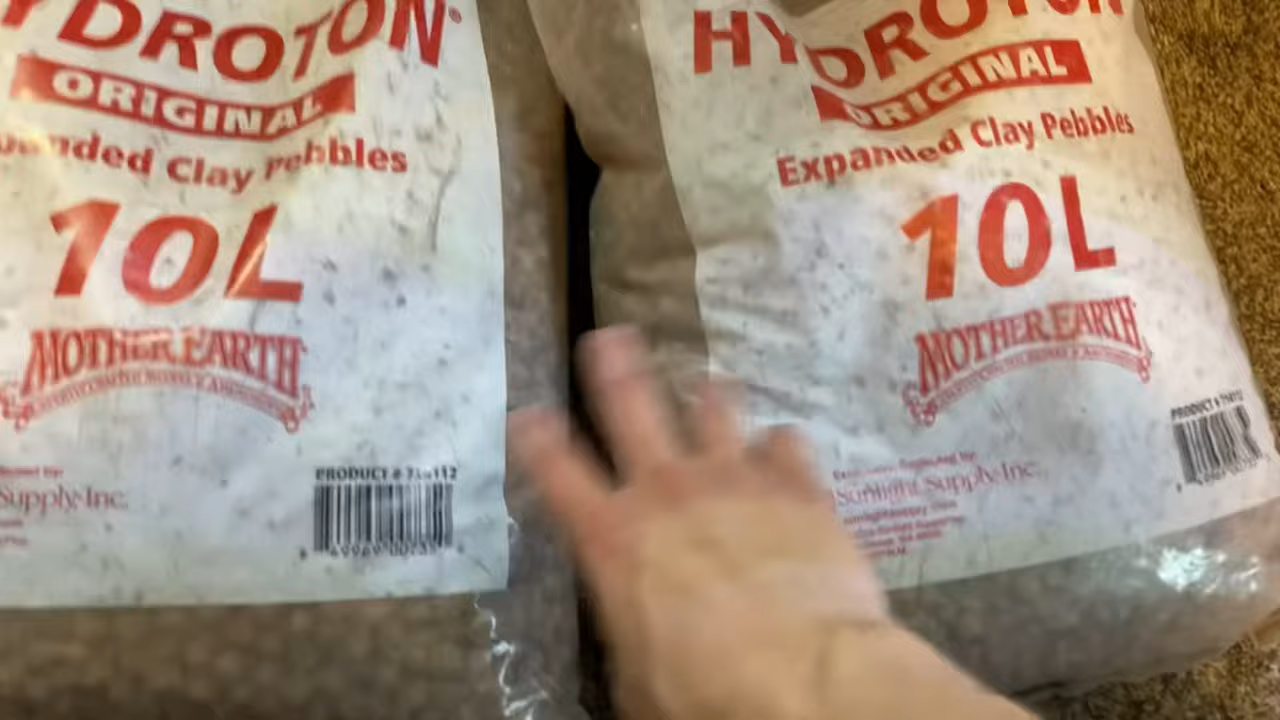 YDROTON®
ORIGINAL
panded Clay Pebbles
10L
MOTHER EARTH
Supply, Inc.
PRODUCT #
HYDROTON
ORIGINAL
Expanded Clay Pebbles
10L
MOTHER EARTH
Sunlight Supply, Inc.
PRODUCT #